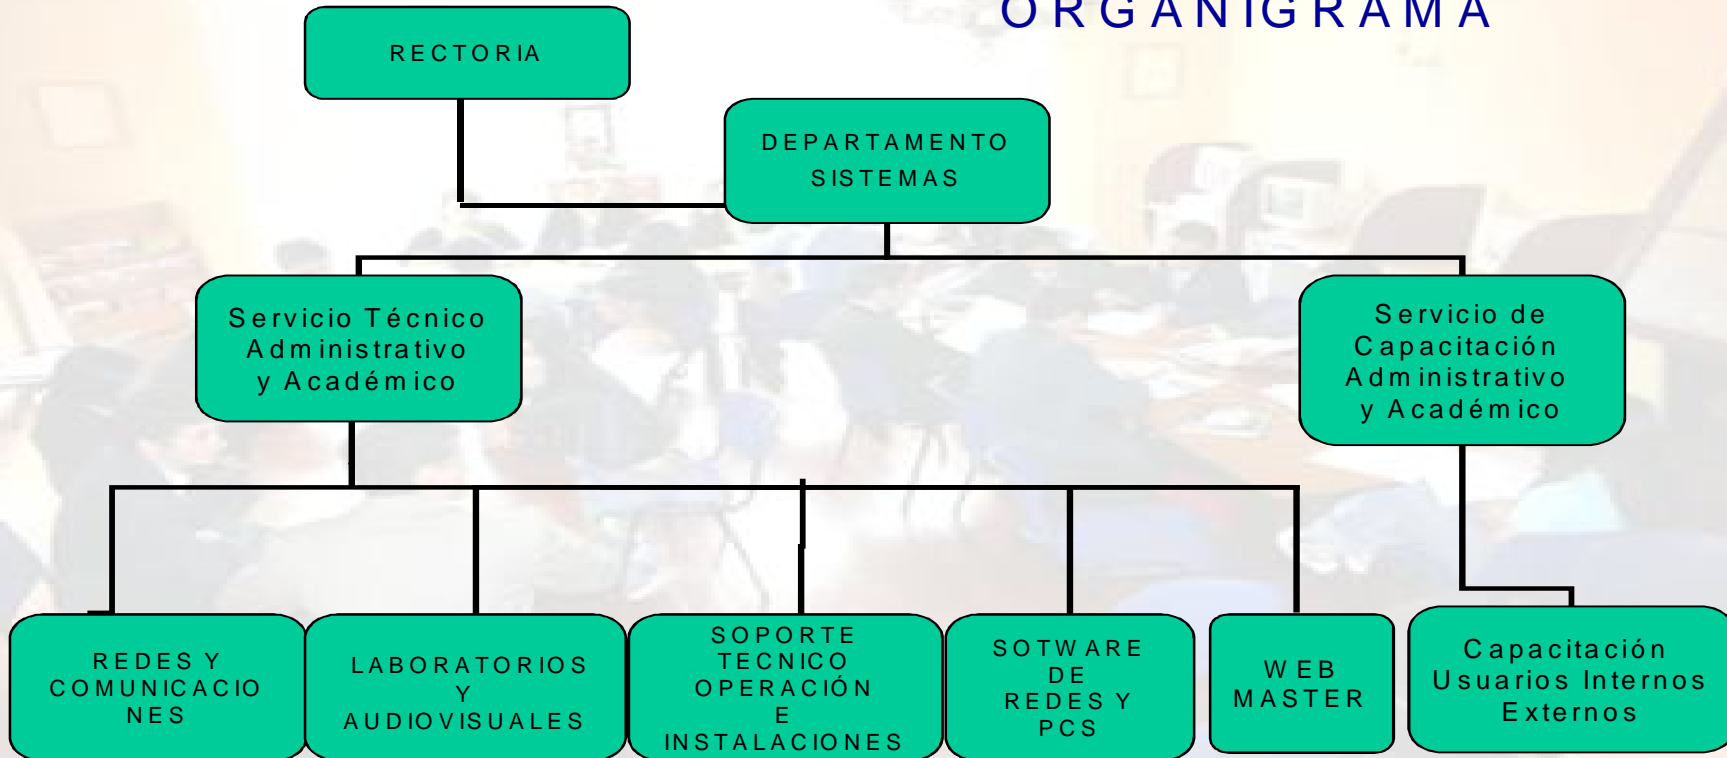 ORGANIGRAMA
RECTORIA
DEPARTAMENTO
SISTEMAS
Servicio Técnico
Administrativo
y Académico
Servicio de
Capacitación
Administrativo
y Académico
REDES Y
COMUNICACIO
NES
LABORATORIOS
Y
AUDIOVISUALES
SOPORTE
TECNICO
OPERACIÓN
E
INSTALACIONES
SOTWARE
DE
REDES Y
PCS
WEB
MASTER
Capacitación
Usuarios Internos
Externos